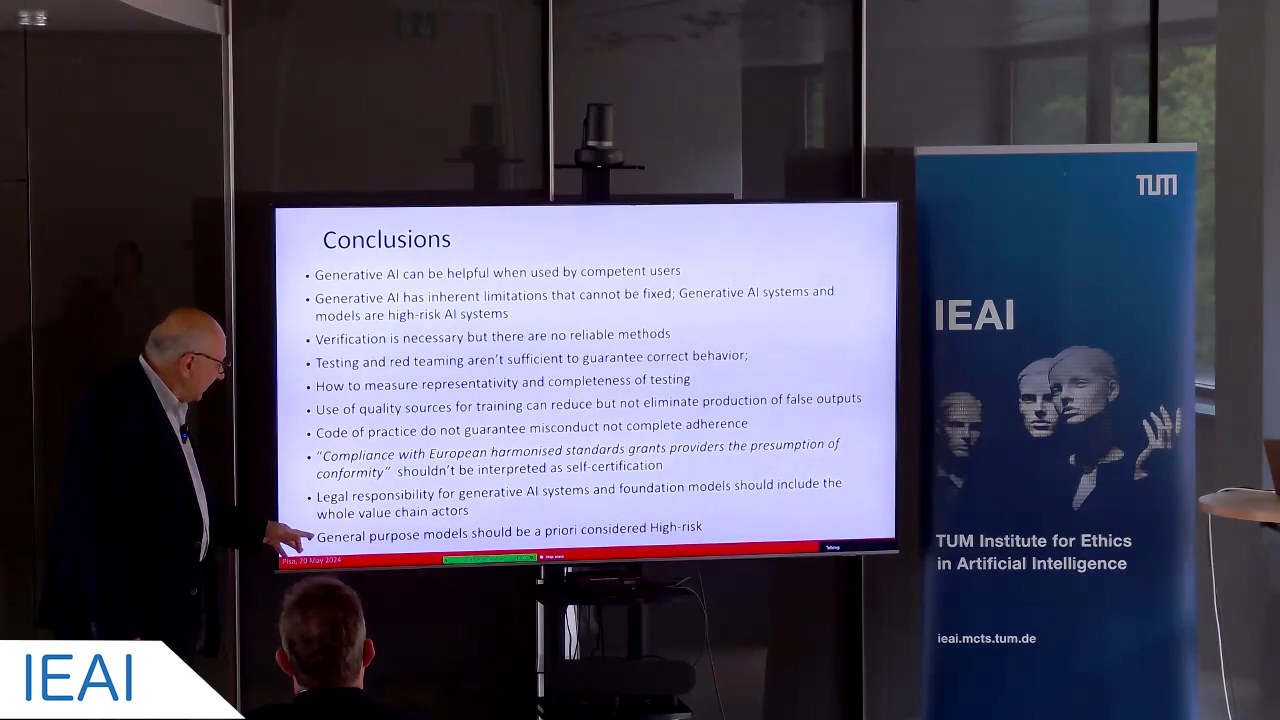 Conclusions
• Generative AI can be helpful when used by competent users
• Generative AI has inherent limitations that cannot be fixed; Generative AI systems and
models are high-risk AI systems
• Verification is necessary but there are no reliable methods
• Testing and red teaming aren't sufficient to guarantee correct behavior;
• How to measure representativity and completeness of testing
• Use of quality sources for training can reduce but not eliminate production of false outputs
• Code of practice do not guarantee misconduct not complete adherence
• "Compliance with European harmonised standards grants providers the presumption of
conformity" shouldn't be interpreted as self-certification
• Legal responsibility for generative AI systems and foundation models should include the
whole value chain actors
• General purpose models should be a priori considered High-risk
Pisa, 20 May 2024
Stop share
Talking:
TUM
IEAI
TUM Institute for Ethics
in Artificial Intelligence
ieai.mcts.tum.de
IEAI